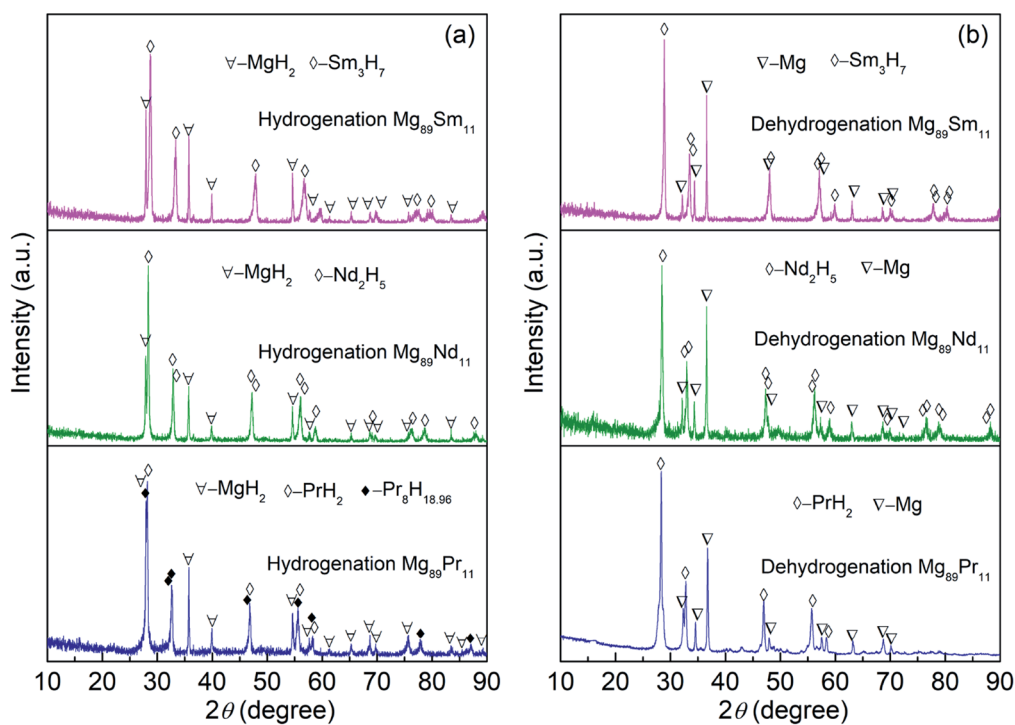 (a)
MgH₂ –Sm₃H₇
Hydrogenation Mg₈₉Sm₁₁
–MgH₂ –Nd₂H₅
Hydrogenation Mg₈₉Nd₁₁
–MgH₂ –PrH₂ –Pr₈H₁₈.₉₆
Hydrogenation Mg₈₉Pr₁₁
Intensity (a.u.)
10 20 30 40 50 60 70 80 90
2θ (degree)
(b)
–Mg –Sm₃H₇
Dehydrogenation Mg₈₉Sm₁₁
–Nd₂H₅ –Mg
Dehydrogenation Mg₈₉Nd₁₁
–PrH₂ –Mg
Dehydrogenation Mg₈₉Pr₁₁
Intensity (a.u.)
10 20 30 40 50 60 70 80 90
2θ (degree)